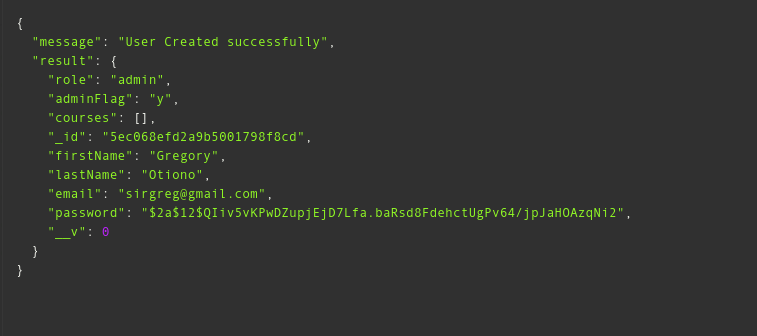 {
"message": "User Created successfully",
"result": {
"role": "admin",
"adminFlag": "y",
"courses": [],
"_id": "5ec068efd2a9b5001798f8cd",
"firstName": "Gregory",
"lastName": "Otiono",
"email": "sirgreg@gmail.com",
"password": "$2a$12$QIiv5vKPwDZupjEjD7Lfa.baRsd8FdehctUgPv64/jpJaHOAzqNi2",
"__v": 0
}
}